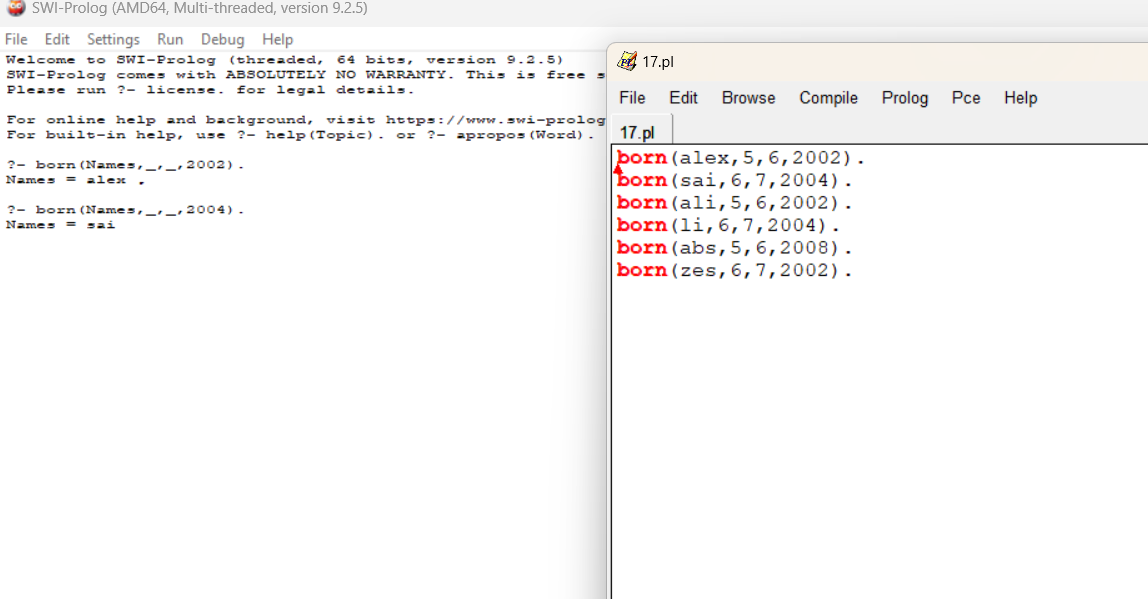 SWI-Prolog (AMD64, Multi-threaded, version 9.2.5)
File Edit Settings Run Debug Help
Welcome to SWI-Prolog (threaded, 64 bits, version 9.2.5)
SWI-Prolog comes with ABSOLUTELY NO WARRANTY. This is free s
Please run ?- license. for legal details.
For online help and background, visit https://www.swi-prolog
For built-in help, use ?- help(Topic). or ?- apropos(Word).
?- born(Names,_,_,2002).
Names = alex .
?- born(Names,_,_,2004).
Names = sai
17.pl
File Edit Browse Compile Prolog Pce Help
17.pl
born(alex,5,6,2002).
born(sai,6,7,2004).
born(ali,5,6,2002).
born(li,6,7,2004).
born(abs,5,6,2008).
born(zes,6,7,2002).